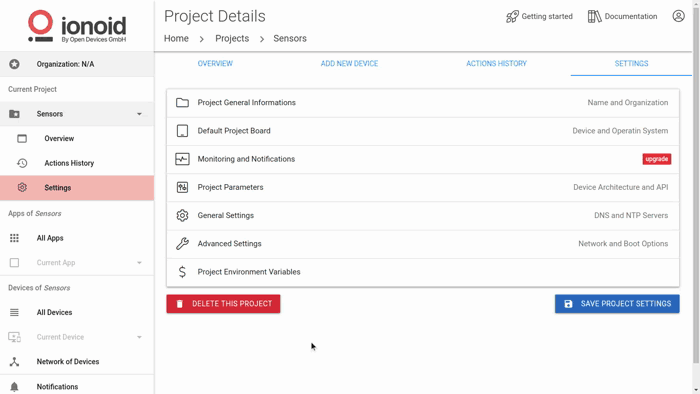 ionoid
By Open Devices GmbH
Project Details
Getting started
Documentation
Home > Projects > Sensors
Organization: N/A
Current Project
Sensors
Overview
Actions History
Settings
Apps of Sensors
All Apps
Current App
Devices of Sensors
All Devices
Current Device
Network of Devices
Notifications
OVERVIEW
ADD NEW DEVICE
ACTIONS HISTORY
SETTINGS
Project General Informations
Name and Organization
Default Project Board
Device and Operatin System
Monitoring and Notifications
upgrade
Project Parameters
Device Architecture and API
General Settings
DNS and NTP Servers
Advanced Settings
Network and Boot Options
Project Environment Variables
DELETE THIS PROJECT
SAVE PROJECT SETTINGS